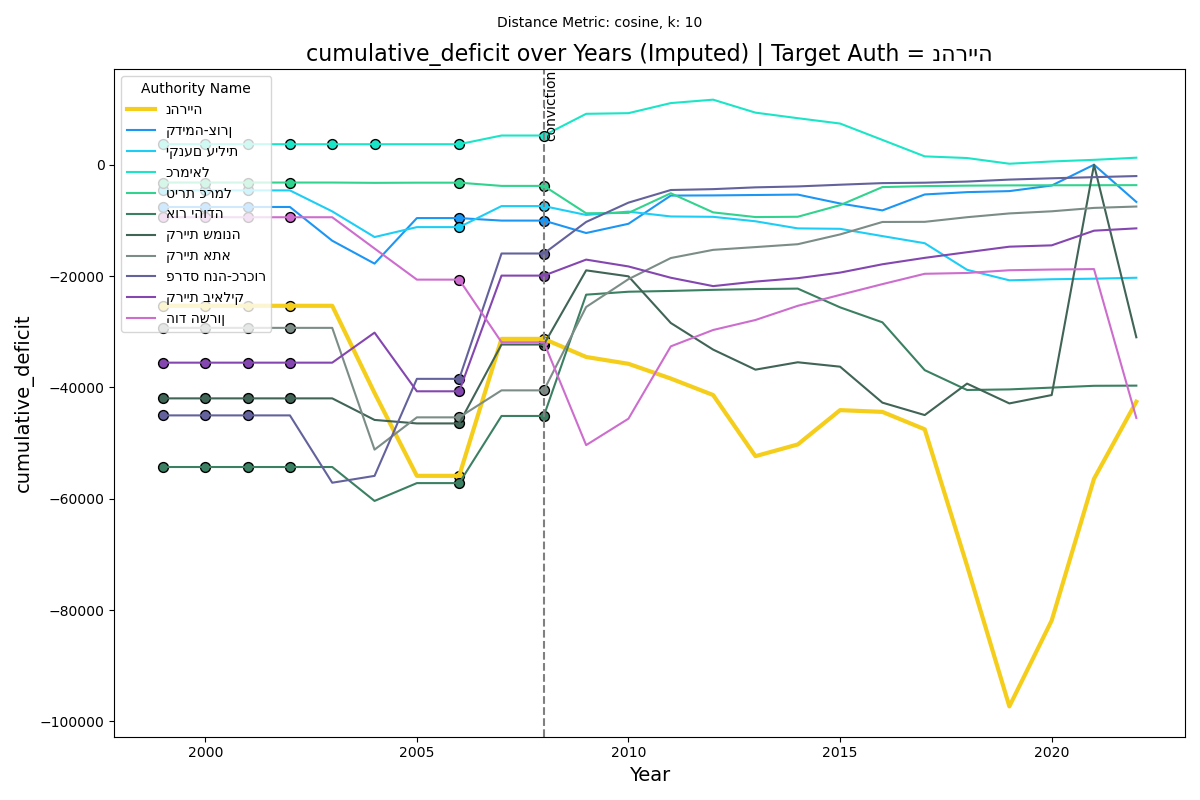 Distance Metric: cosine, k: 10
cumulative_deficit over Years (Imputed) | Target Auth = נהרייה
Authority Name
נהרייה
קדימה-צורן
יקנעם עילית
כרמיאל
טירת כרמל
אור יהודה
קריית שמונה
קריית אתא
פרדס חנה-כרכור
קריית ביאליק
הוד השרון
conviction
0
−20000
−40000
−60000
−80000
−100000
cumulative_deficit
2000
2005
2010
2015
2020
Year